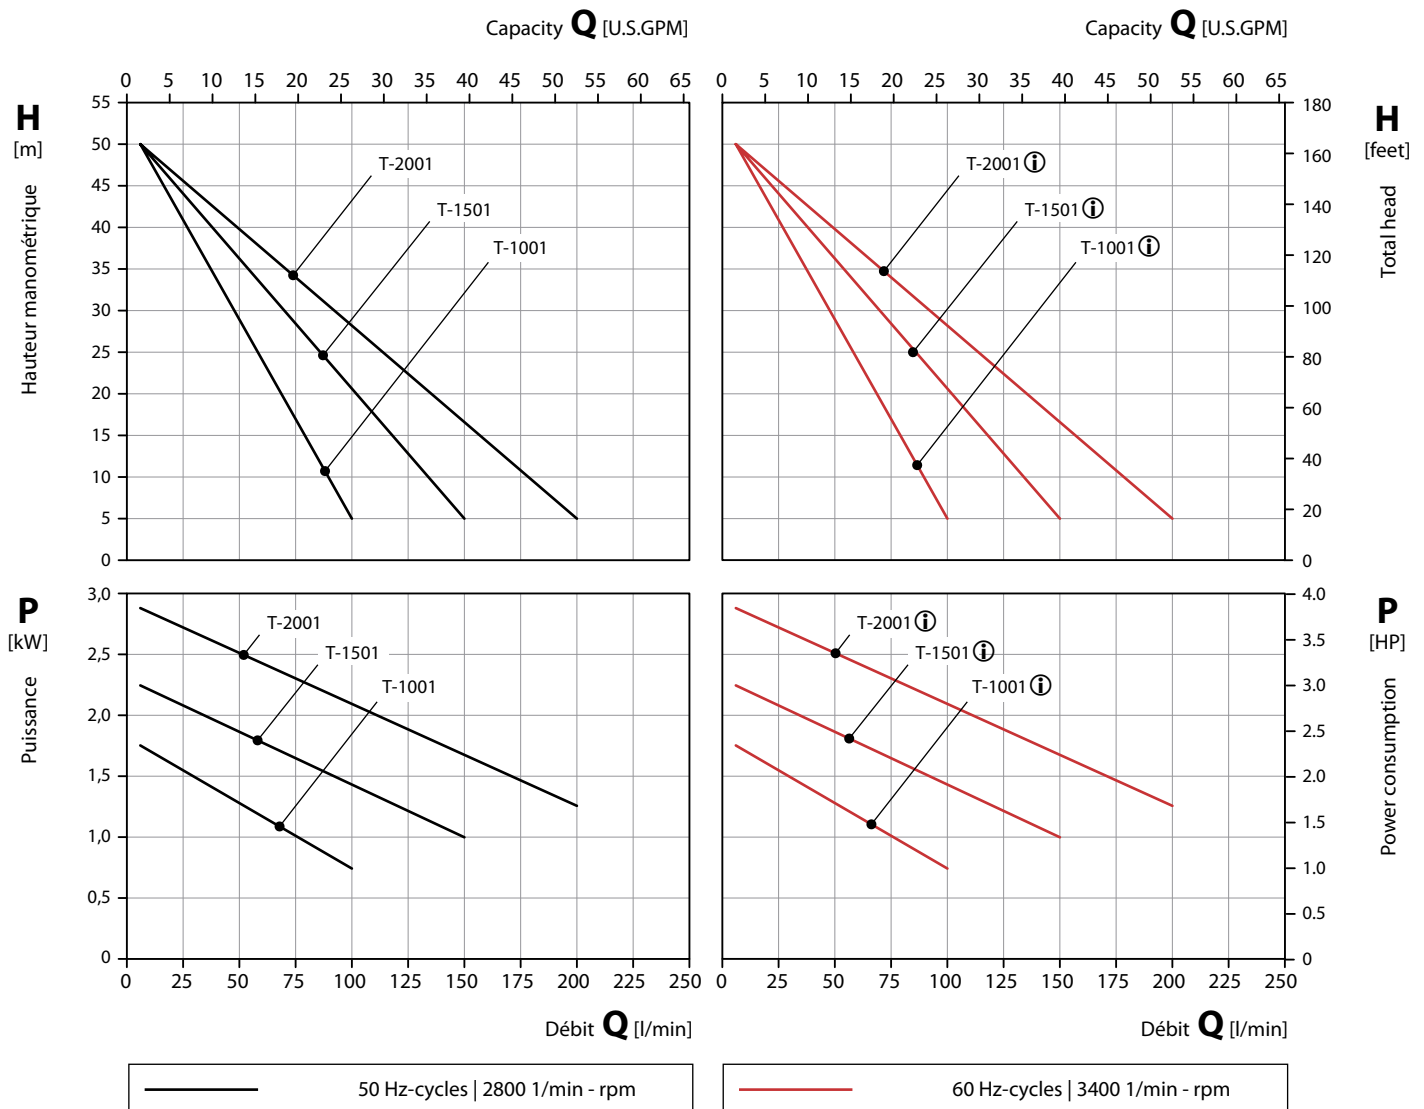 Capacity Q [U.S.GPM]
Capacity Q [U.S.GPM]
0 5 10 15 20 25 30 35 40 45 50 55 60 65
0 5 10 15 20 25 30 35 40 45 50 55 60 65
H
[m]
Hauteur manométrique
55
50
45
40
35
30
25
20
15
10
5
0
T-2001
T-1501
T-1001
T-2001 i
T-1501 i
T-1001 i
180
160
140
120
100
80
60
40
20
0
H
[feet]
Total head
P
[kW]
Puissance
3,0
2,5
2,0
1,5
1,0
0,5
0
T-2001
T-1501
T-1001
T-2001 i
T-1501 i
T-1001 i
4.0
3.5
3.0
2.5
2.0
1.5
1.0
0.5
0
P
[HP]
Power consumption
0 25 50 75 100 125 150 175 200 225 250
0 25 50 75 100 125 150 175 200 225 250
Débit Q [l/min]
Débit Q [l/min]
50 Hz-cycles | 2800 1/min - rpm
60 Hz-cycles | 3400 1/min - rpm